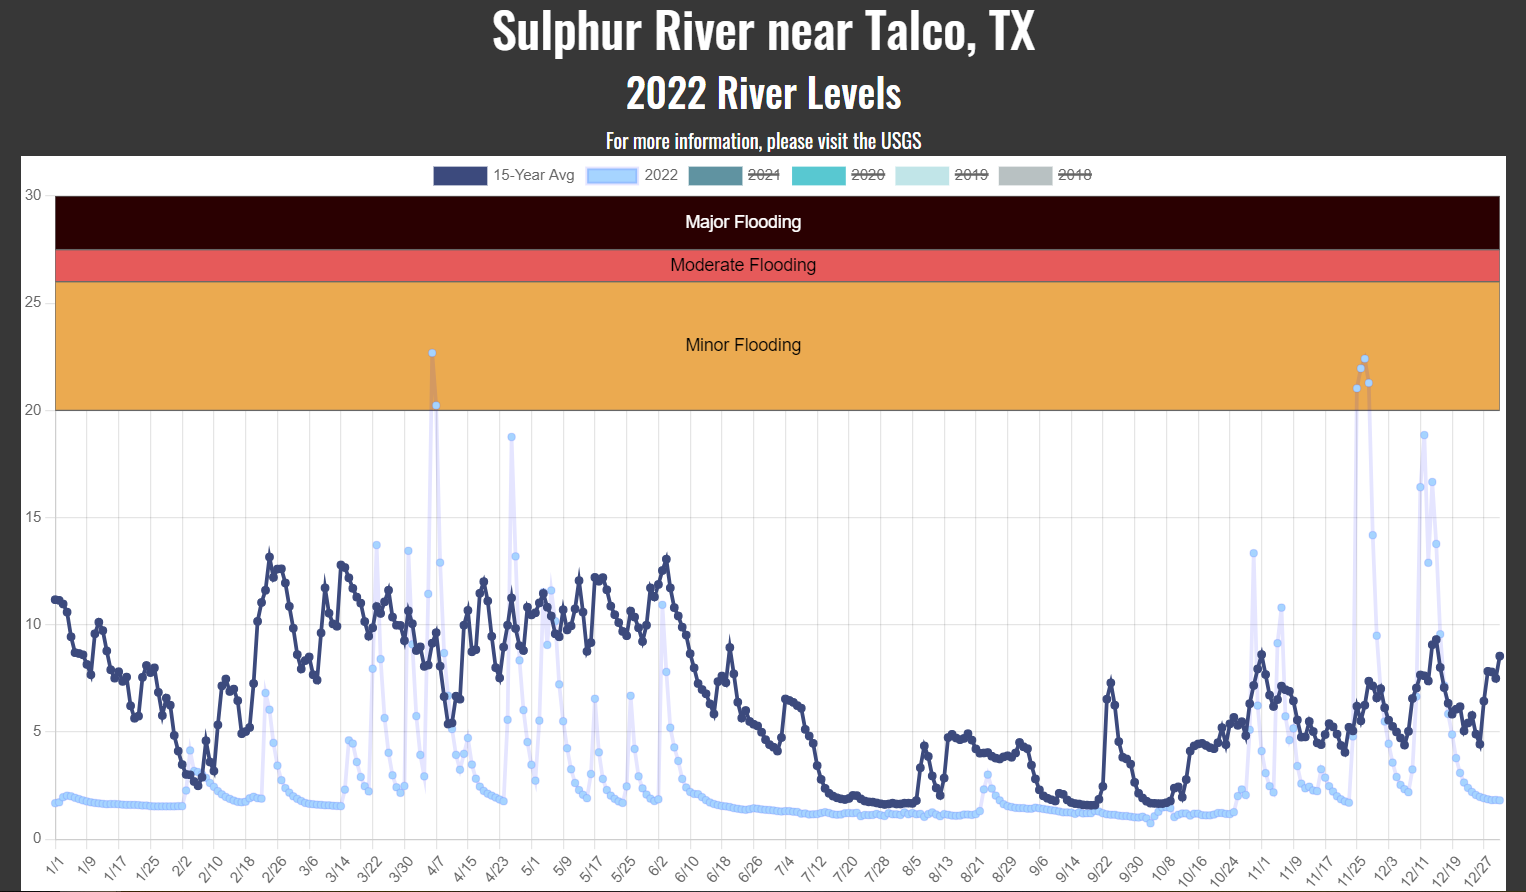 Sulphur River near Talco, TX
2022 River Levels
For more information, please visit the USGS
15-Year Avg 2022 2021 2020 2019 2018
30
Major Flooding
Moderate Flooding
25
Minor Flooding
20
15
10
5
0
1/1 1/9 1/17 1/25 2/2 2/10 2/18 2/26 3/6 3/14 3/22 3/30 4/7 4/15 4/23 5/1 5/9 5/17 5/25 6/2 6/10 6/18 6/26 7/4 7/12 7/20 7/28 8/5 8/13 8/21 8/29 9/6 9/14 9/22 9/30 10/8 10/16 10/24 11/1 11/9 11/17 11/25 12/3 12/11 12/19 12/27